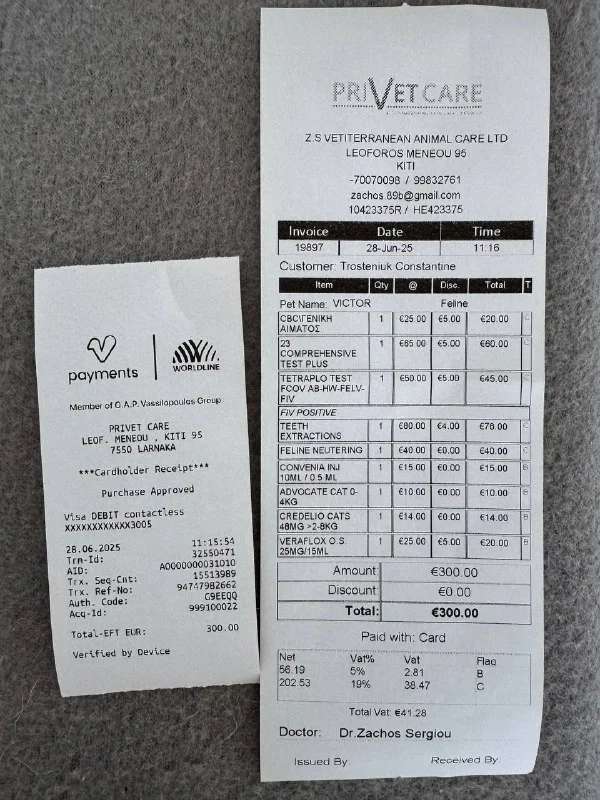 payments
WORLDLINE
Member of G.A.P. Vassilopoulos Group
PRIVET CARE
LEOF. MENEOU , KITI 95
7550 LARNAKA
***Cardholder Receipt***
Purchase Approved
Visa DEBIT contactless
XXXXXXXXXXXX3005
28.06.2025 11:15:54
Trm-Id: 32550471
AID: A0000000031010
Trx. Seq-Cnt: 15513989
Trx. Ref-No: 94747982662
Auth. Code: G9EEQQ
Acq-Id: 999100022
Total-EFT EUR: 300.00
Verified by Device
PRIVETCARE
Z.S VETITERRANEAN ANIMAL CARE LTD
LEOFOROS MENEOU 95
KITI
-70070098 / 99832761
zachos.89b@gmail.com
10423375R / HE423375
Invoice Date Time
19897 28-Jun-25 11:16
Customer: Trosteniuk Constantine
Item Qty @ Disc. Total T
Pet Name: VICTOR Feline
CBC\ΓΕΝΙΚΗ 1 €25.00 €5.00 €20.00 C
ΑΙΜΑΤΟΣ
23 1 €65.00 €5.00 €60.00 C
COMPREHENSIVE
TEST PLUS
TETRAPLO TEST 1 €50.00 €5.00 €45.00 C
FCOV AB-HW-FELV-
FIV
FIV POSITIVE
TEETH 1 €80.00 €4.00 €76.00 C
EXTRACTIONS
FELINE NEUTERING 1 €40.00 €0.00 €40.00 C
CONVENIA INJ 1 €15.00 €0.00 €15.00 B
10ML / 0.5 ML
ADVOCATE CAT 0- 1 €10.00 €0.00 €10.00 B
4KG
CREDELIO CATS 1 €14.00 €0.00 €14.00 B
48MG >2-8KG
VERAFLOX O.S. 1 €25.00 €5.00 €20.00 B
25MG/15ML
Amount: €300.00
Discount: €0.00
Total: €300.00
Paid with: Card
Net Vat% Vat Flag
56.19 5% 2.81 B
202.53 19% 38.47 C
Total Vat: €41.28
Doctor: Dr.Zachos Sergiou
Issued By: Received By: